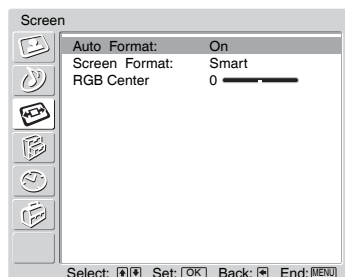 Screen
Auto Format: On
Screen Format: Smart
RGB Center 0
Select: Set: OK Back: End: MENU